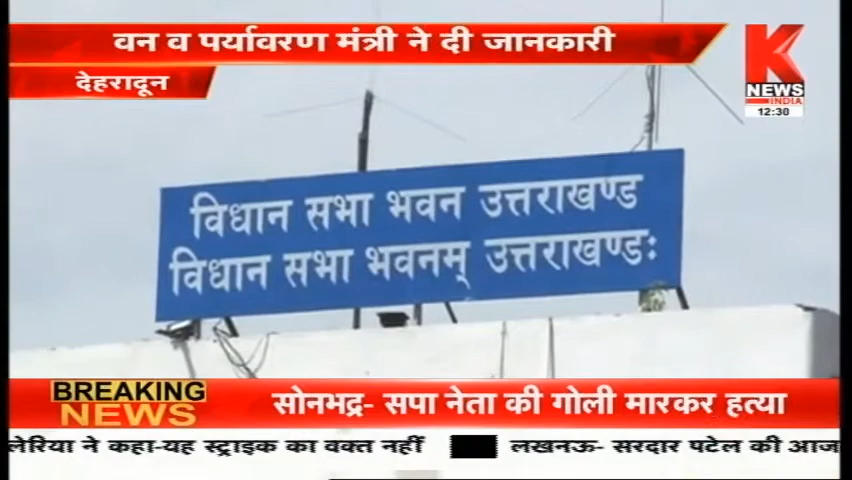 वन व पर्यावरण मंत्री ने दी जानकारी
देहरादून
K
NEWS
INDIA
12:30
विधान सभा भवन उत्तराखण्ड
विधान सभा भवनम् उत्तराखण्डः
BREAKING
NEWS
सोनभद्र- सपा नेता की गोली मारकर हत्या
लेरिया ने कहा-यह स्ट्राइक का वक्त नहीं
लखनऊ- सरदार पटेल की आज